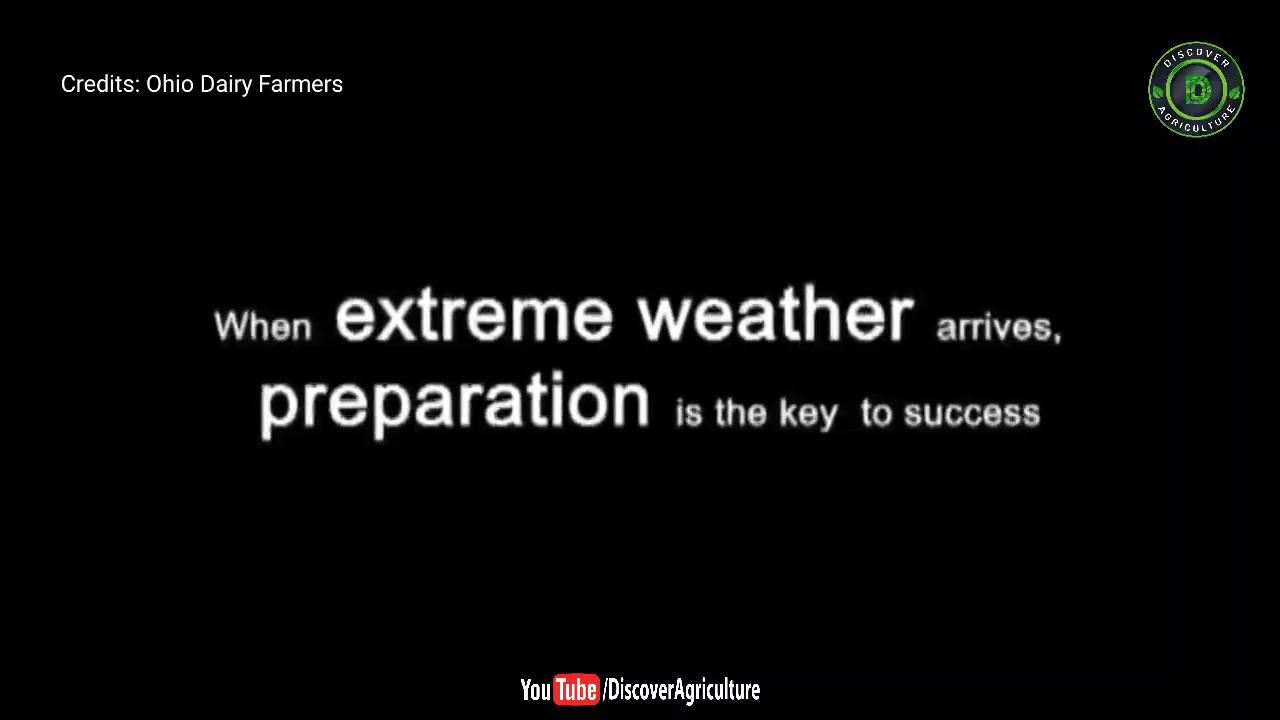 Credits: Ohio Dairy Farmers
DISCOVER
D
AGRICULTURE
When extreme weather arrives,
preparation is the key to success
YouTube/DiscoverAgriculture